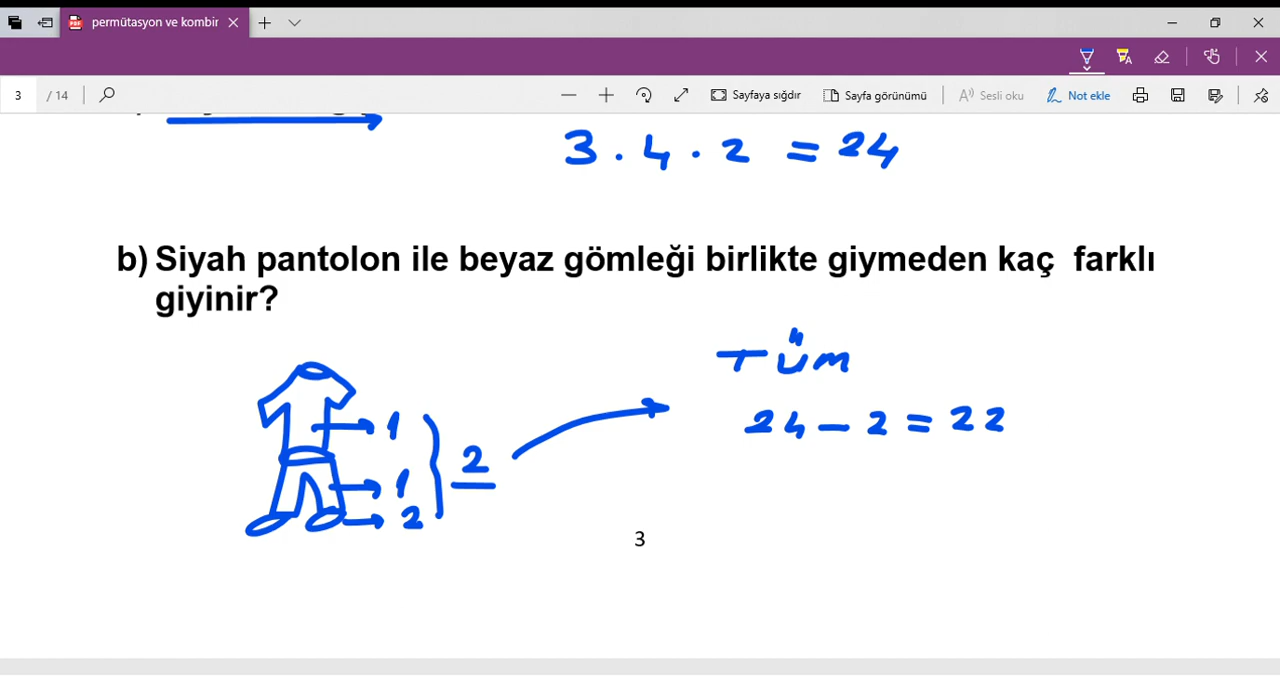 permütasyon ve kombir
3 / 14 Sayfaya sığdır Sayfa görünümü A Sesli oku Not ekle
3 . 4 . 2 = 24
b) Siyah pantolon ile beyaz gömleği birlikte giymeden kaç farklı
giyinir?
TÜM
24 - 2 = 22
1
2
1
2
3